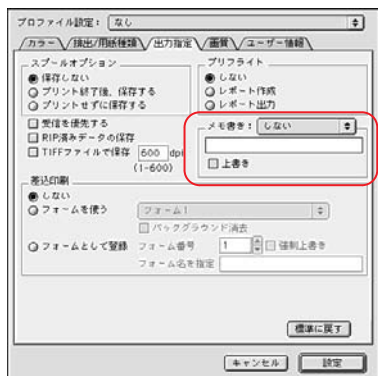 プロファイル設定： なし
カラー 排出/用紙種類 出力指定 画質 ユーザー情報
スプールオプション
保存しない
プリント終了後、保存する
プリントせずに保存する
プリフライト
しない
レポート作成
レポート出力
受信を優先する
RIP済みデータの保存
TIFFファイルで保存 600 dpi
(1-600)
メモ書き： しない
上書き
差込印刷
しない
フォームを使う フォーム1
バックグラウンド消去
フォームとして登録 フォーム番号 1 強制上書き
フォーム名を指定
標準に戻す
キャンセル 設定